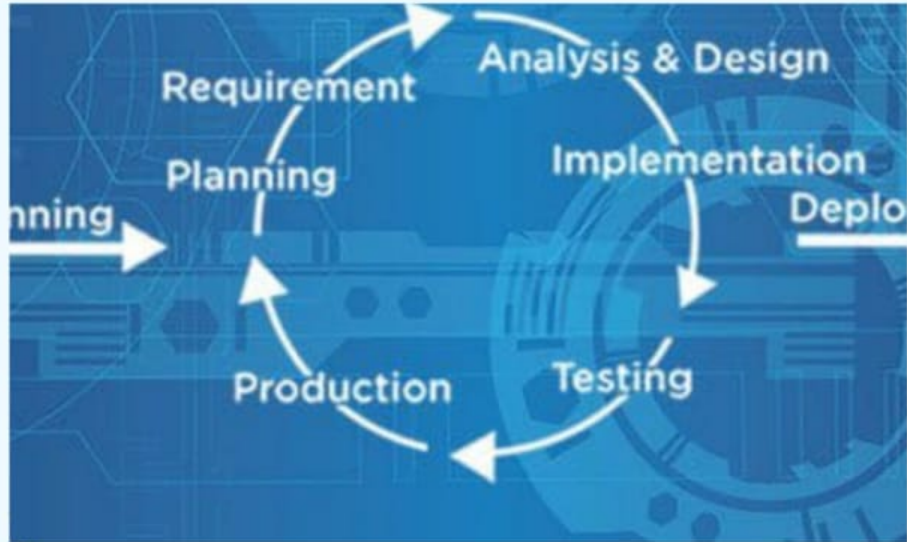 Analysis & Design
Requirement
Implementation
Planning
nning
Deplo
Production
Testing